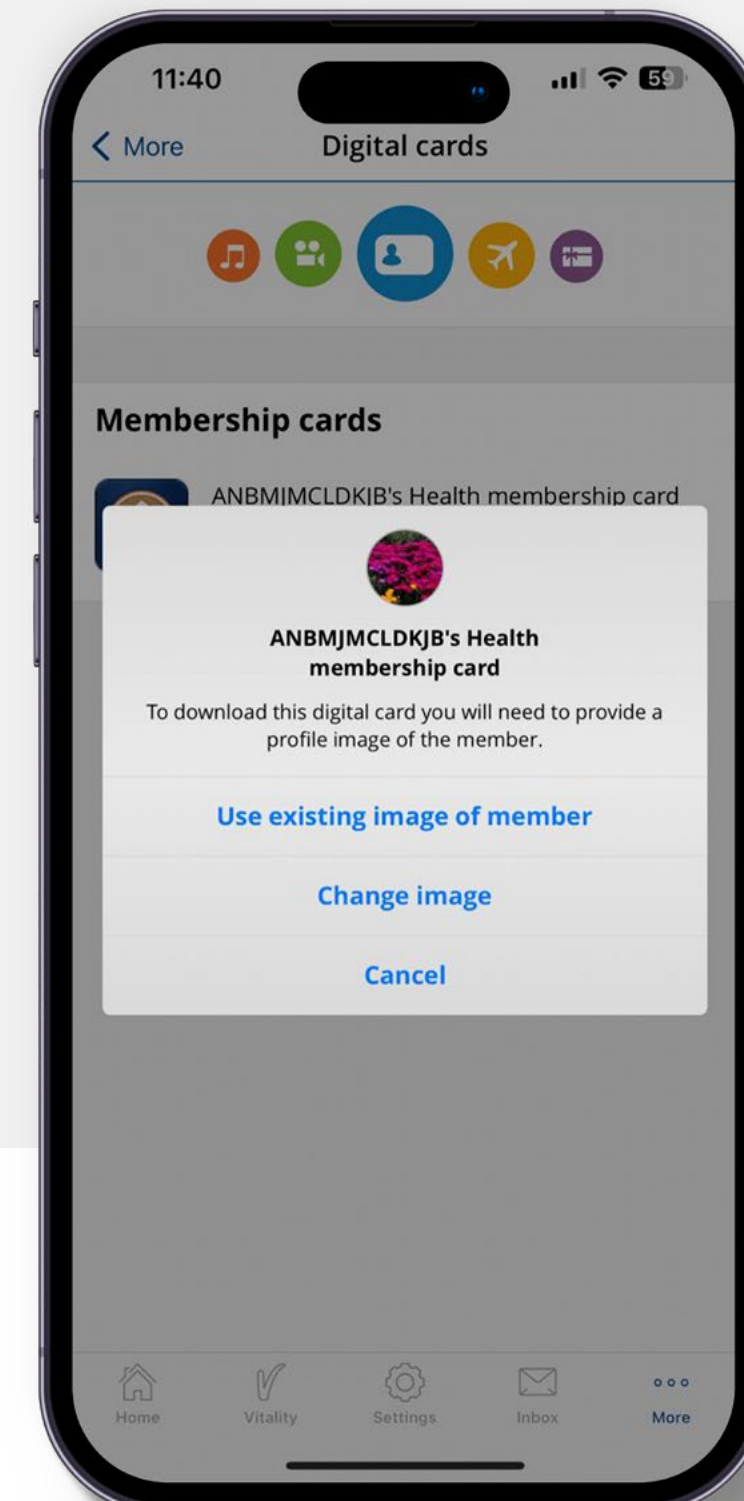 11:40
59
More
Digital cards
Membership cards
ANBMJMCLDKJB's Health membership card
ANBMJMCLDKJB's Health
membership card
To download this digital card you will need to provide a
profile image of the member.
Use existing image of member
Change image
Cancel
Home
Vitality
Settings
Inbox
More